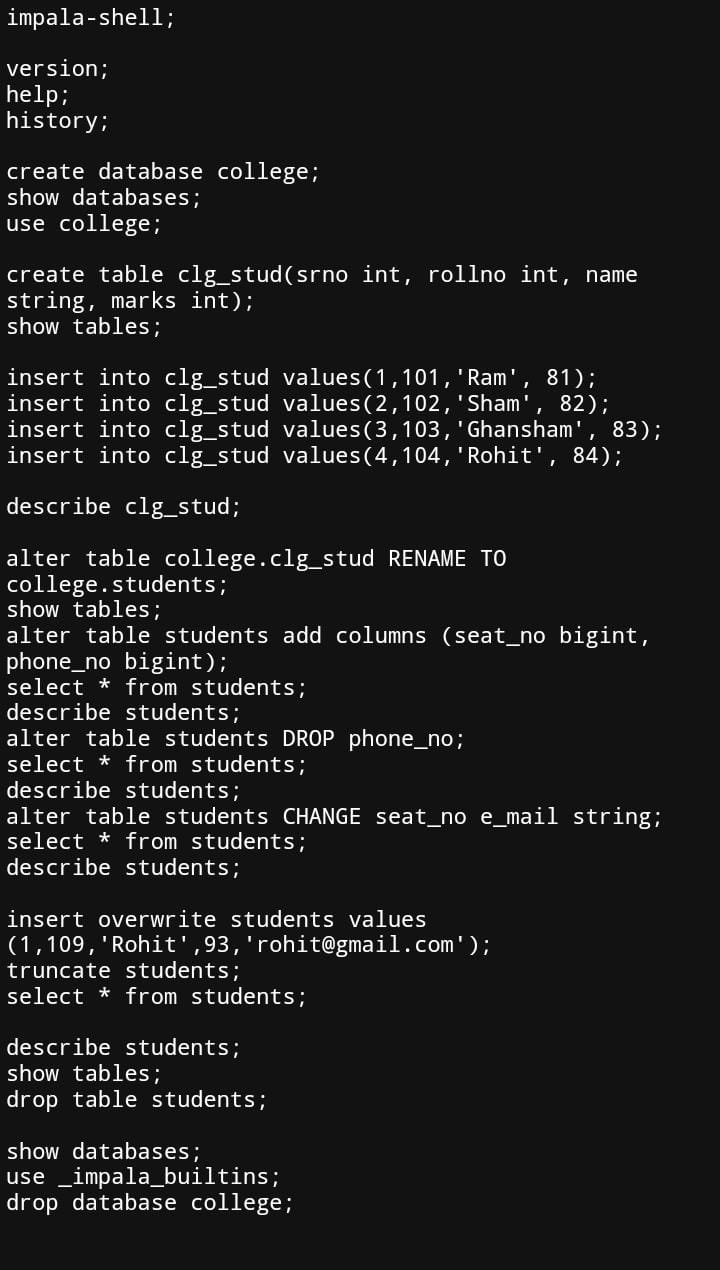 impala-shell;
version;
help;
history;
create database college;
show databases;
use college;
create table clg_stud(srno int, rollno int, name
string, marks int);
show tables;
insert into clg_stud values(1,101,'Ram', 81);
insert into clg_stud values(2,102,'Sham', 82);
insert into clg_stud values(3,103,'Ghansham', 83);
insert into clg_stud values(4,104,'Rohit', 84);
describe clg_stud;
alter table college.clg_stud RENAME TO
college.students;
show tables;
alter table students add columns (seat_no bigint,
phone_no bigint);
select * from students;
describe students;
alter table students DROP phone_no;
select * from students;
describe students;
alter table students CHANGE seat_no e_mail string;
select * from students;
describe students;
insert overwrite students values
(1,109,'Rohit',93,'rohit@gmail.com');
truncate students;
select * from students;
describe students;
show tables;
drop table students;
show databases;
use _impala_builtins;
drop database college;